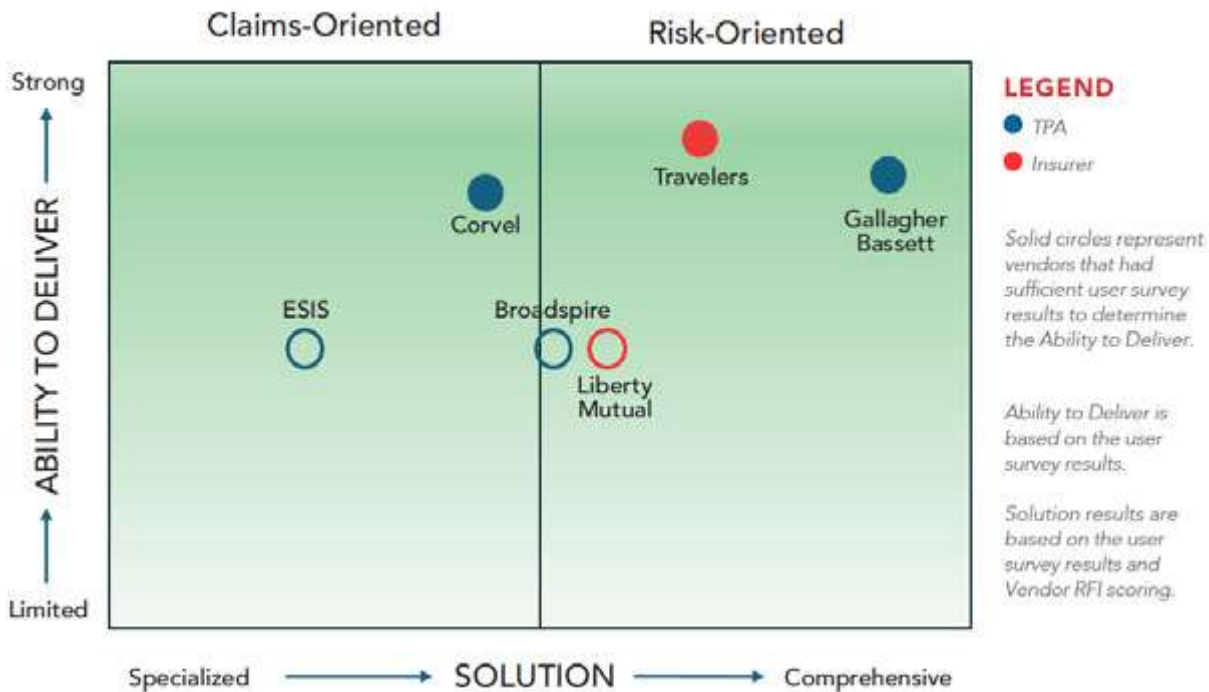 Claims-Oriented
Risk-Oriented
Strong
ABILITY TO DELIVER
Limited
Travelers
Corvel
Gallagher
Bassett
ESIS
Broadspire
Liberty
Mutual
Specialized
SOLUTION
Comprehensive
LEGEND
TPA
Insurer
Solid circles represent
vendors that had
sufficient user survey
results to determine
the Ability to Deliver.
Ability to Deliver is
based on the user
survey results.
Solution results are
based on the user
survey results and
Vendor RFI scoring.